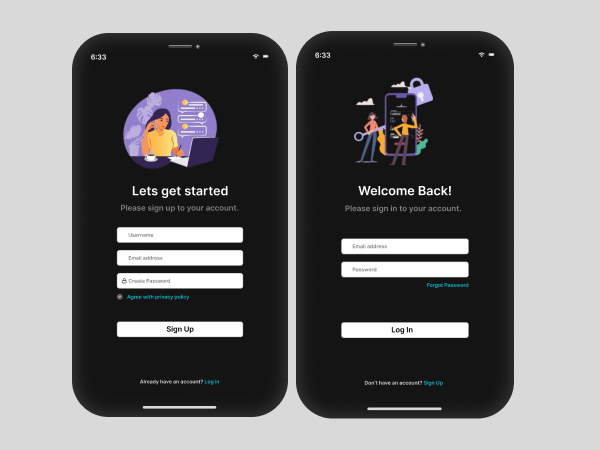 6:33
Lets get started
Please sign up to your account.
Username
Email address
Create Password
Agree with privacy policy
Sign Up
Already have an account? Log in
6:33
Welcome Back!
Please sign in to your account.
Email address
Password
Forgot Password
Log In
Don't have an account? Sign Up